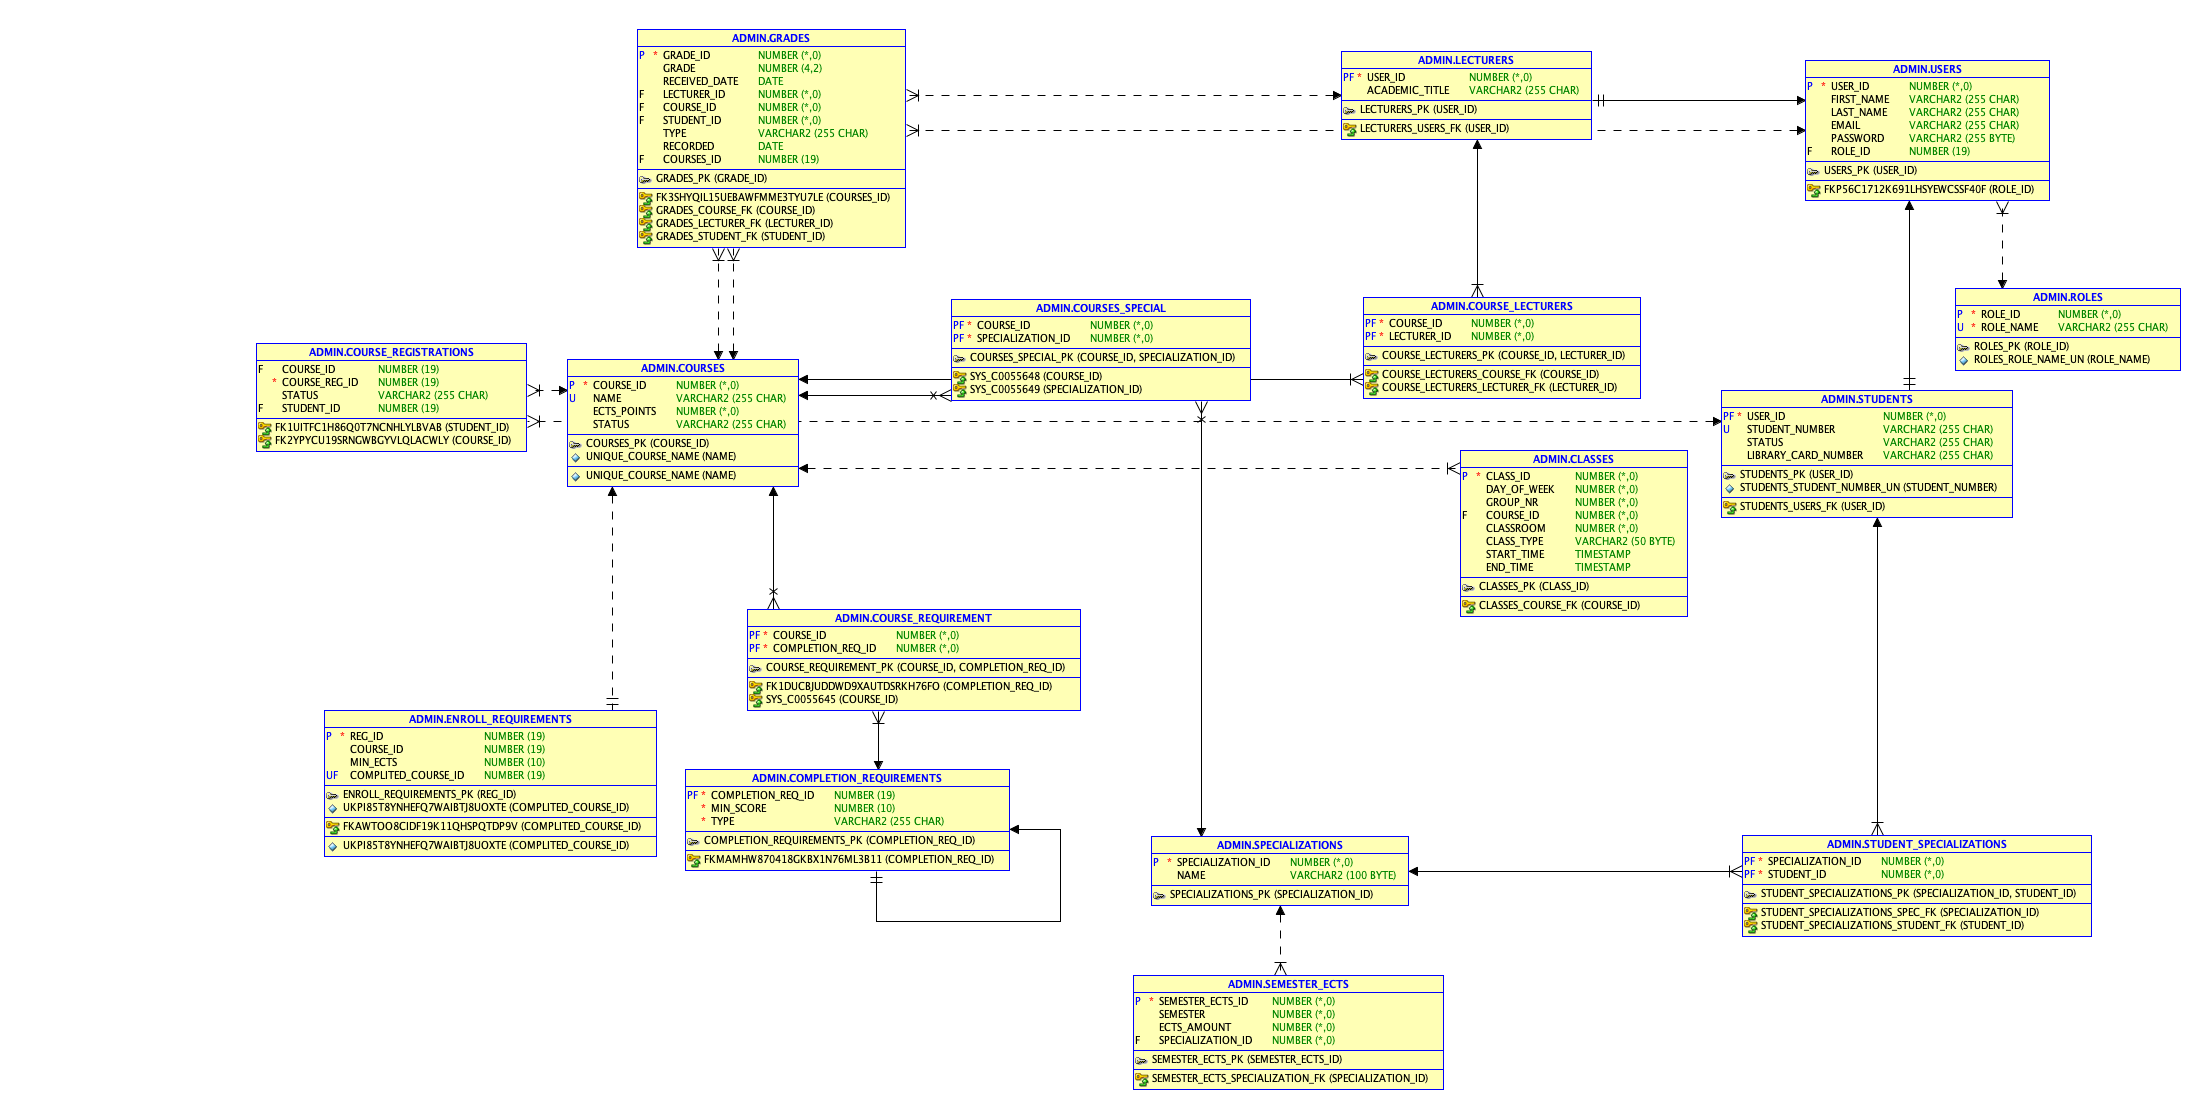 ADMIN.GRADES
P * GRADE_ID NUMBER (*,0)
GRADE NUMBER (4,2)
RECEIVED_DATE DATE
F LECTURER_ID NUMBER (*,0)
F COURSE_ID NUMBER (*,0)
F STUDENT_ID NUMBER (*,0)
TYPE VARCHAR2 (255 CHAR)
RECORDED DATE
F COURSES_ID NUMBER (19)
GRADES_PK (GRADE_ID)
FK3SHYQIL15UEBAWFMME3TYU7LE (COURSES_ID)
GRADES_COURSE_FK (COURSE_ID)
GRADES_LECTURER_FK (LECTURER_ID)
GRADES_STUDENT_FK (STUDENT_ID)
ADMIN.LECTURERS
PF * USER_ID NUMBER (*,0)
ACADEMIC_TITLE VARCHAR2 (255 CHAR)
LECTURERS_PK (USER_ID)
LECTURERS_USERS_FK (USER_ID)
ADMIN.USERS
P * USER_ID NUMBER (*,0)
FIRST_NAME VARCHAR2 (255 CHAR)
LAST_NAME VARCHAR2 (255 CHAR)
EMAIL VARCHAR2 (255 CHAR)
PASSWORD VARCHAR2 (255 BYTE)
F ROLE_ID NUMBER (19)
USERS_PK (USER_ID)
FKP56C1712K691LHSYEWCSSF40F (ROLE_ID)
ADMIN.ROLES
P * ROLE_ID NUMBER (*,0)
U * ROLE_NAME VARCHAR2 (255 CHAR)
ROLES_PK (ROLE_ID)
ROLES_ROLE_NAME_UN (ROLE_NAME)
ADMIN.COURSES_SPECIAL
PF * COURSE_ID NUMBER (*,0)
PF * SPECIALIZATION_ID NUMBER (*,0)
COURSES_SPECIAL_PK (COURSE_ID, SPECIALIZATION_ID)
SYS_C0055648 (COURSE_ID)
SYS_C0055649 (SPECIALIZATION_ID)
ADMIN.COURSE_LECTURERS
PF * COURSE_ID NUMBER (*,0)
PF * LECTURER_ID NUMBER (*,0)
COURSE_LECTURERS_PK (COURSE_ID, LECTURER_ID)
COURSE_LECTURERS_COURSE_FK (COURSE_ID)
COURSE_LECTURERS_LECTURER_FK (LECTURER_ID)
ADMIN.COURSE_REGISTRATIONS
F COURSE_ID NUMBER (19)
* COURSE_REG_ID NUMBER (19)
STATUS VARCHAR2 (255 CHAR)
F STUDENT_ID NUMBER (19)
FK1UITFC1H86Q0T7NCNHLYLBVAB (STUDENT_ID)
FK2YPYCU19SRNGWBGYVLQLACWLY (COURSE_ID)
ADMIN.COURSES
P * COURSE_ID NUMBER (*,0)
U NAME VARCHAR2 (255 CHAR)
ECTS_POINTS NUMBER (*,0)
STATUS VARCHAR2 (255 CHAR)
COURSES_PK (COURSE_ID)
UNIQUE_COURSE_NAME (NAME)
UNIQUE_COURSE_NAME (NAME)
ADMIN.STUDENTS
PF * USER_ID NUMBER (*,0)
U STUDENT_NUMBER VARCHAR2 (255 CHAR)
STATUS VARCHAR2 (255 CHAR)
LIBRARY_CARD_NUMBER VARCHAR2 (255 CHAR)
STUDENTS_PK (USER_ID)
STUDENTS_STUDENT_NUMBER_UN (STUDENT_NUMBER)
STUDENTS_USERS_FK (USER_ID)
ADMIN.CLASSES
P * CLASS_ID NUMBER (*,0)
DAY_OF_WEEK NUMBER (*,0)
GROUP_NR NUMBER (*,0)
F COURSE_ID NUMBER (*,0)
CLASSROOM NUMBER (*,0)
CLASS_TYPE VARCHAR2 (50 BYTE)
START_TIME TIMESTAMP
END_TIME TIMESTAMP
CLASSES_PK (CLASS_ID)
CLASSES_COURSE_FK (COURSE_ID)
ADMIN.COURSE_REQUIREMENT
PF * COURSE_ID NUMBER (*,0)
PF * COMPLETION_REQ_ID NUMBER (*,0)
COURSE_REQUIREMENT_PK (COURSE_ID, COMPLETION_REQ_ID)
FK1DUCBJUDDWD9XAUTDSRKH76FO (COMPLETION_REQ_ID)
SYS_C0055645 (COURSE_ID)
ADMIN.ENROLL_REQUIREMENTS
P * REG_ID NUMBER (19)
COURSE_ID NUMBER (19)
MIN_ECTS NUMBER (10)
UF COMPLITED_COURSE_ID NUMBER (19)
ENROLL_REQUIREMENTS_PK (REG_ID)
UKPI85T8YNHEFQ7WAIBTJ8UOXTE (COMPLITED_COURSE_ID)
FKAWTOO8CIDF19K11QHSPQTDP9V (COMPLITED_COURSE_ID)
UKPI85T8YNHEFQ7WAIBTJ8UOXTE (COMPLITED_COURSE_ID)
ADMIN.COMPLETION_REQUIREMENTS
PF * COMPLETION_REQ_ID NUMBER (19)
* MIN_SCORE NUMBER (10)
* TYPE VARCHAR2 (255 CHAR)
COMPLETION_REQUIREMENTS_PK (COMPLETION_REQ_ID)
FKMAMHW870418GKBX1N76ML3B11 (COMPLETION_REQ_ID)
ADMIN.SPECIALIZATIONS
P * SPECIALIZATION_ID NUMBER (*,0)
NAME VARCHAR2 (100 BYTE)
SPECIALIZATIONS_PK (SPECIALIZATION_ID)
ADMIN.STUDENT_SPECIALIZATIONS
PF * SPECIALIZATION_ID NUMBER (*,0)
PF * STUDENT_ID NUMBER (*,0)
STUDENT_SPECIALIZATIONS_PK (SPECIALIZATION_ID, STUDENT_ID)
STUDENT_SPECIALIZATIONS_SPEC_FK (SPECIALIZATION_ID)
STUDENT_SPECIALIZATIONS_STUDENT_FK (STUDENT_ID)
ADMIN.SEMESTER_ECTS
P * SEMESTER_ECTS_ID NUMBER (*,0)
SEMESTER NUMBER (*,0)
ECTS_AMOUNT NUMBER (*,0)
F SPECIALIZATION_ID NUMBER (*,0)
SEMESTER_ECTS_PK (SEMESTER_ECTS_ID)
SEMESTER_ECTS_SPECIALIZATION_FK (SPECIALIZATION_ID)